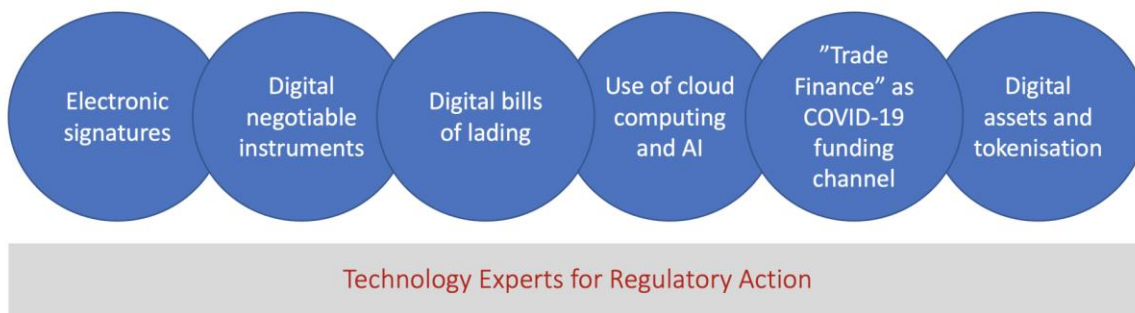 Electronic
signatures
Digital
negotiable
instruments
Digital bills
of lading
Use of cloud
computing
and AI
”Trade
Finance” as
COVID-19
funding
channel
Digital
assets and
tokenisation
Technology Experts for Regulatory Action